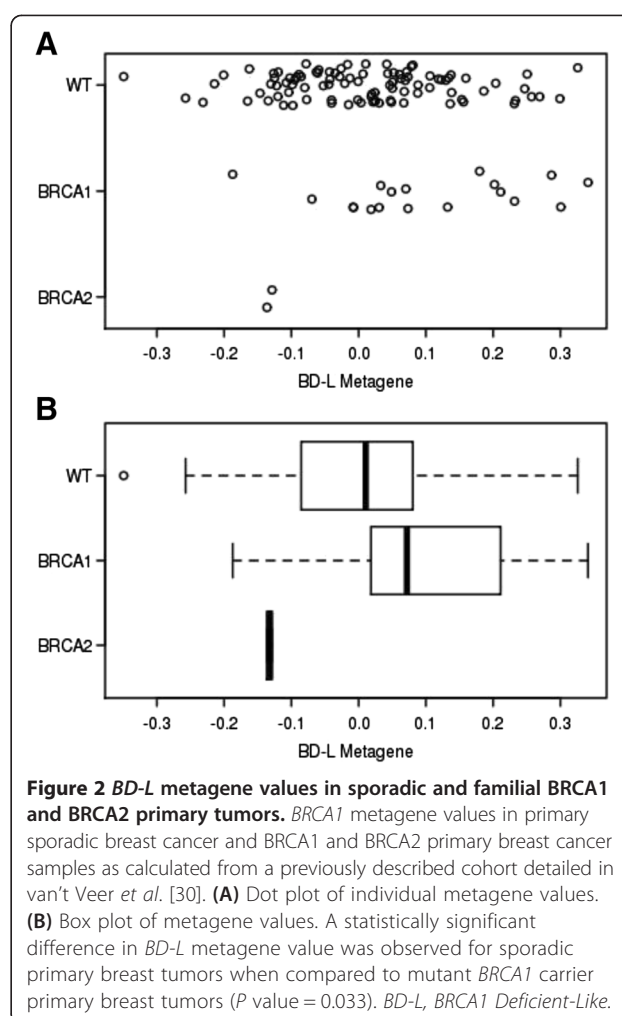 A
WT
BRCA1
BRCA2
-0.3 -0.2 -0.1 0.0 0.1 0.2 0.3
BD-L Metagene
B
WT
BRCA1
BRCA2
-0.3 -0.2 -0.1 0.0 0.1 0.2 0.3
BD-L Metagene
Figure 2 BD-L metagene values in sporadic and familial BRCA1
and BRCA2 primary tumors. BRCA1 metagene values in primary
sporadic breast cancer and BRCA1 and BRCA2 primary breast cancer
samples as calculated from a previously described cohort detailed in
van't Veer et al. [30]. (A) Dot plot of individual metagene values.
(B) Box plot of metagene values. A statistically significant
difference in BD-L metagene value was observed for sporadic
primary breast tumors when compared to mutant BRCA1 carrier
primary breast tumors (P value = 0.033). BD-L, BRCA1 Deficient-Like.